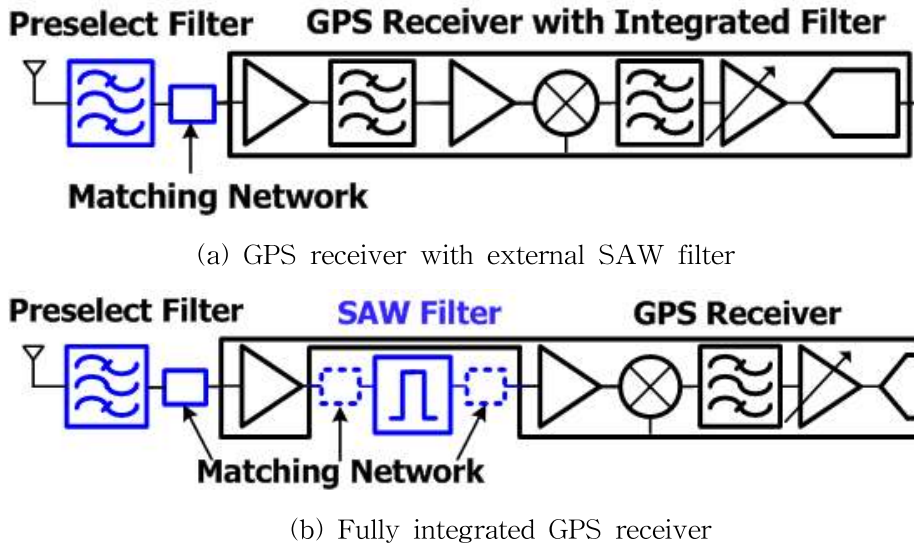 Preselect Filter GPS Receiver with Integrated Filter
Matching Network
(a) GPS receiver with external SAW filter
Preselect Filter SAW Filter GPS Receiver
Matching Network
(b) Fully integrated GPS receiver